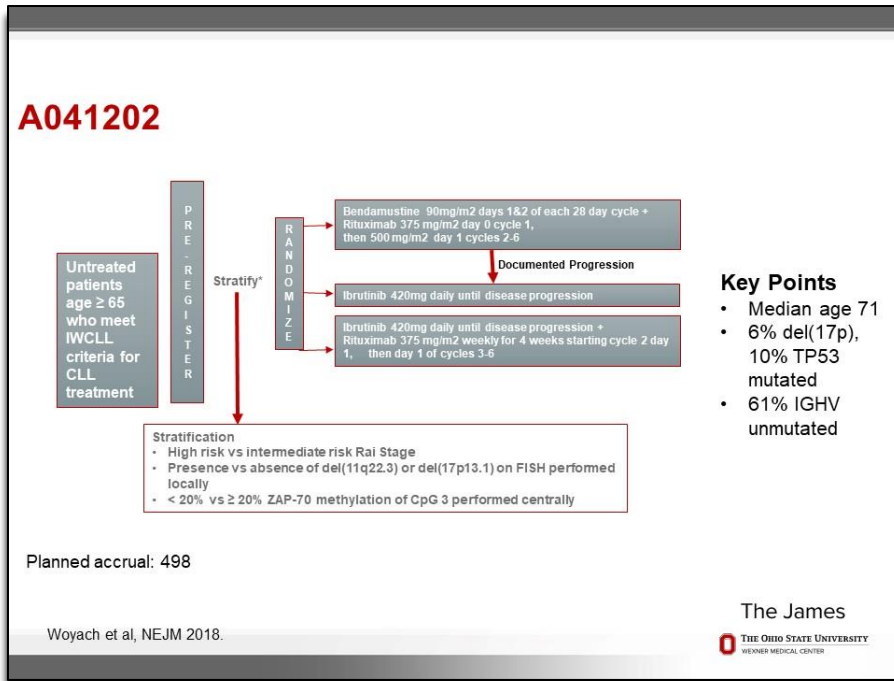 A041202
Untreated
patients
age ≥ 65
who meet
IWCLL
criteria for
CLL
treatment
PRE-REGISTER
Stratify*
RANDOMIZE
Bendamustine 90mg/m2 days 1&2 of each 28 day cycle +
Rituximab 375 mg/m2 day 0 cycle 1,
then 500 mg/m2 day 1 cycles 2-6
Documented Progression
Ibrutinib 420mg daily until disease progression
Ibrutinib 420mg daily until disease progression +
Rituximab 375 mg/m2 weekly for 4 weeks starting cycle 2 day
1, then day 1 of cycles 3-6
Stratification
• High risk vs intermediate risk Rai Stage
• Presence vs absence of del(11q22.3) or del(17p13.1) on FISH performed
locally
• < 20% vs ≥ 20% ZAP-70 methylation of CpG 3 performed centrally
Key Points
• Median age 71
• 6% del(17p),
10% TP53
mutated
• 61% IGHV
unmutated
Planned accrual: 498
Woyach et al, NEJM 2018.
The James
THE OHIO STATE UNIVERSITY
WEXNER MEDICAL CENTER